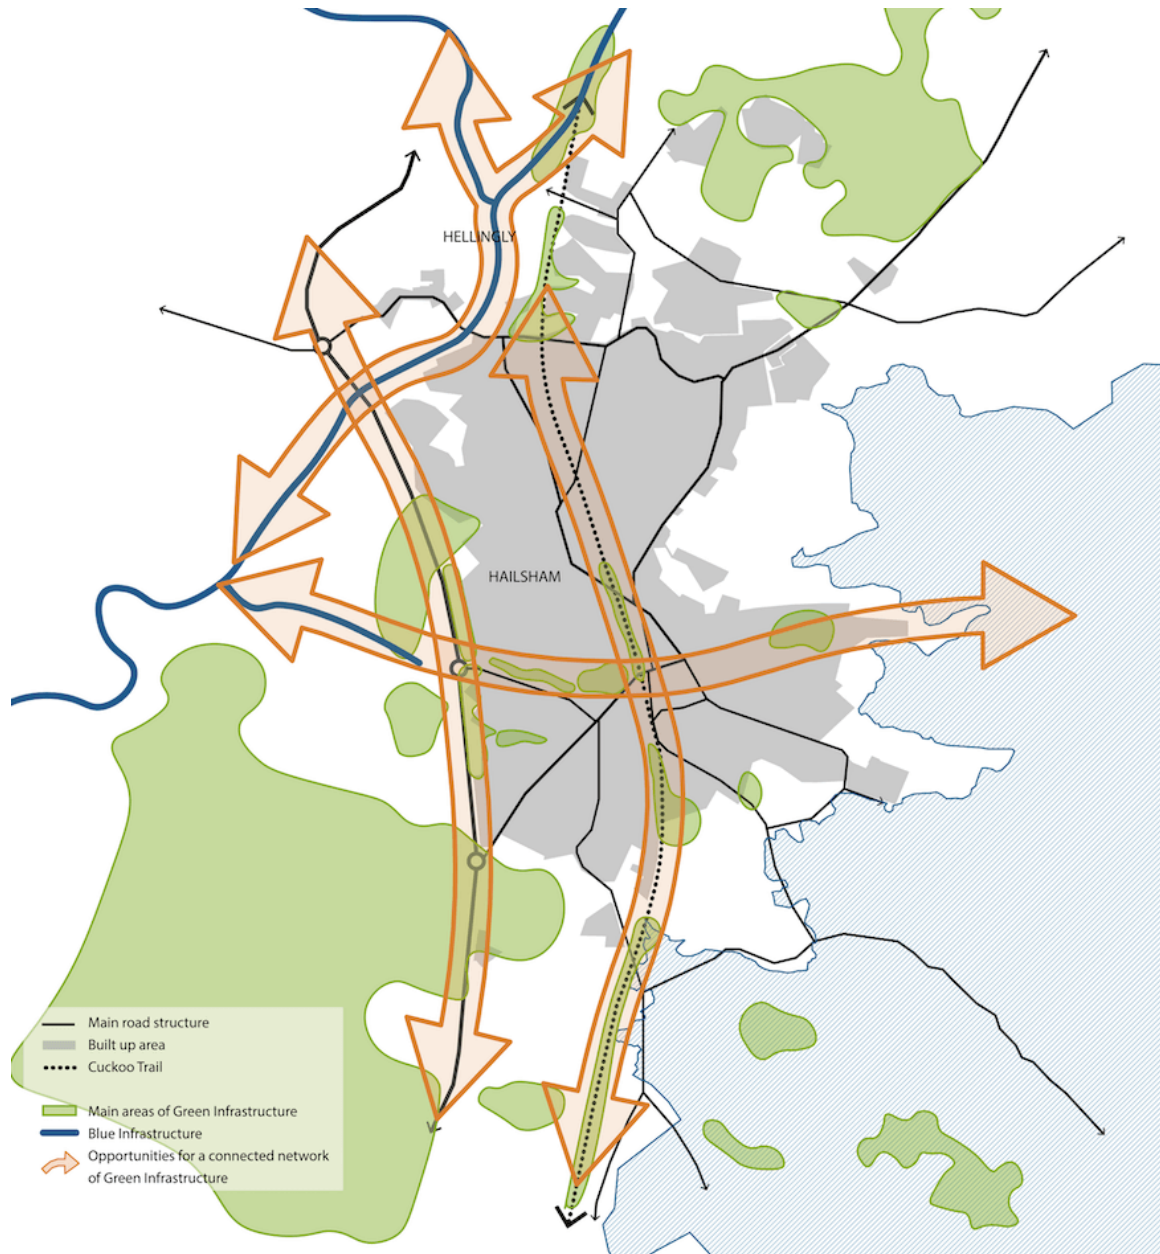 HELLINGLY
HAILSHAM
Main road structure
Built up area
Cuckoo Trail
Main areas of Green Infrastructure
Blue Infrastructure
Opportunities for a connected network
of Green Infrastructure